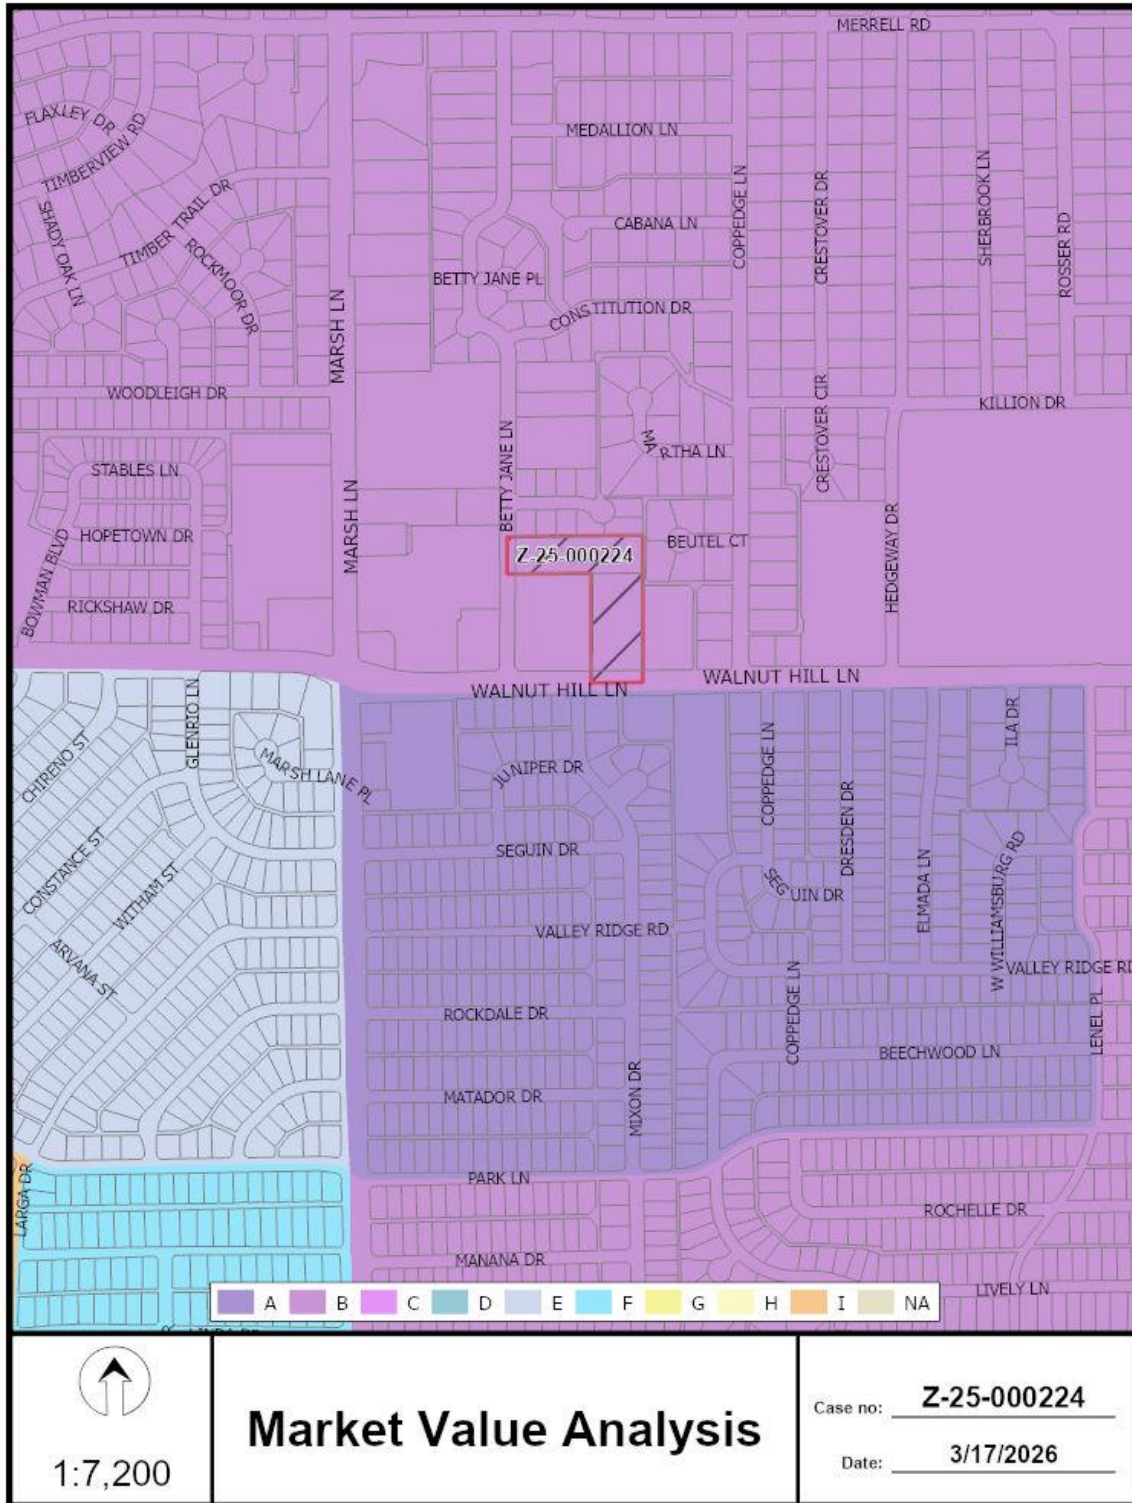 MERRELL RD
FLAXLEY DR
TIMBERVIEW RD
MEDALLION LN
SHADY OAK LN
TIMBER TRAIL DR
ROCKMOOR DR
COPPEDGE LN
CRESTOVER DR
SHERBROOK LN
ROSSER RD
CABANA LN
BETTY JANE PL
CONSTITUTION DR
MARSH LN
WOODLEIGH DR
KILLION DR
BETTY JANE LN
MARTHA LN
CRESTOVER CIR
STABLES LN
MARSH LN
HOPETOWN DR
BOWMAN BLVD
RICKSHAW DR
Z-25-000224
BEUTEL CT
HEDGEWAY DR
WALNUT HILL LN
WALNUT HILL LN
GLENRIO LN
CHIRENO ST
MARSH LANE PL
JUNIPER DR
COPPEDGE LN
ILA DR
DRESDEN DR
SEGUIN DR
CONSTANCE ST
WITHAM ST
SEGUIN DR
ELMADA LN
W WILLIAMSBURG RD
VALLEY RIDGE RD
ARVANA ST
VALLEY RIDGE RD
ROCKDALE DR
COPPEDGE LN
LENEL PL
BEECHWOOD LN
MATADOR DR
MIXON DR
PARK LN
LARGA DR
ROCHELLE DR
MANANA DR
LIVELY LN
A B C D E F G H I NA
1:7,200
Market Value Analysis
Case no: Z-25-000224
Date: 3/17/2026